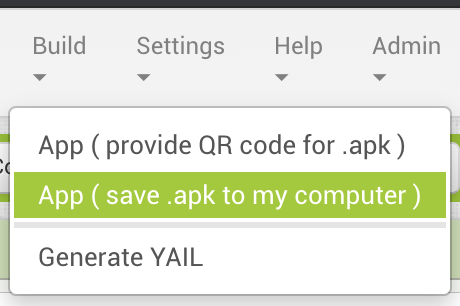 Build Settings Help Admin
App ( provide QR code for .apk )
App ( save .apk to my computer )
Generate YAIL